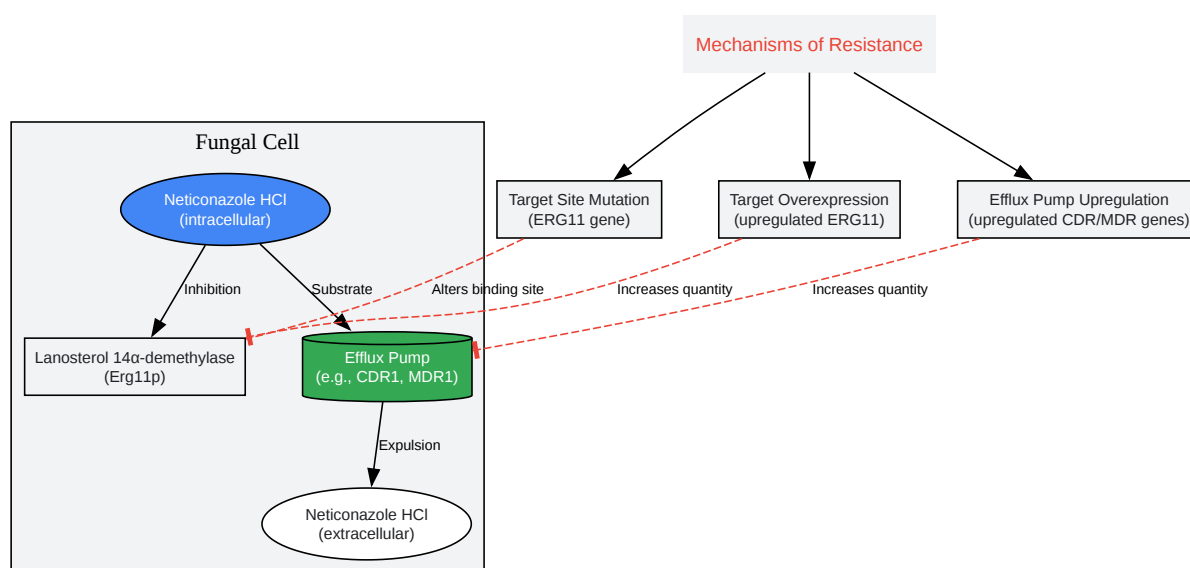 Mechanisms of Resistance
Fungal Cell
Neticonazole HCl
(intracellular)
Target Site Mutation
(ERG11 gene)
Target Overexpression
(upregulated ERG11)
Efflux Pump Upregulation
(upregulated CDR/MDR genes)
Inhibition
Substrate
Alters binding site
Increases quantity
Increases quantity
Lanosterol 14α-demethylase
(Erg11p)
Efflux Pump
(e.g., CDR1, MDR1)
Expulsion
Neticonazole HCl
(extracellular)